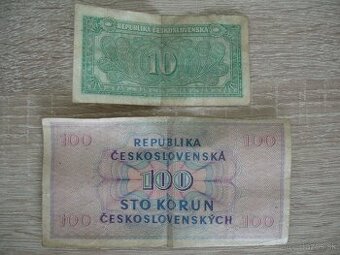 REPUBLIKA ČESKOSLOVENSKÁ
10
100 100
REPUBLIKA
ČESKOSLOVENSKÁ
100
STO KORUN
ČESKOSLOVENSKÝCH
100 100